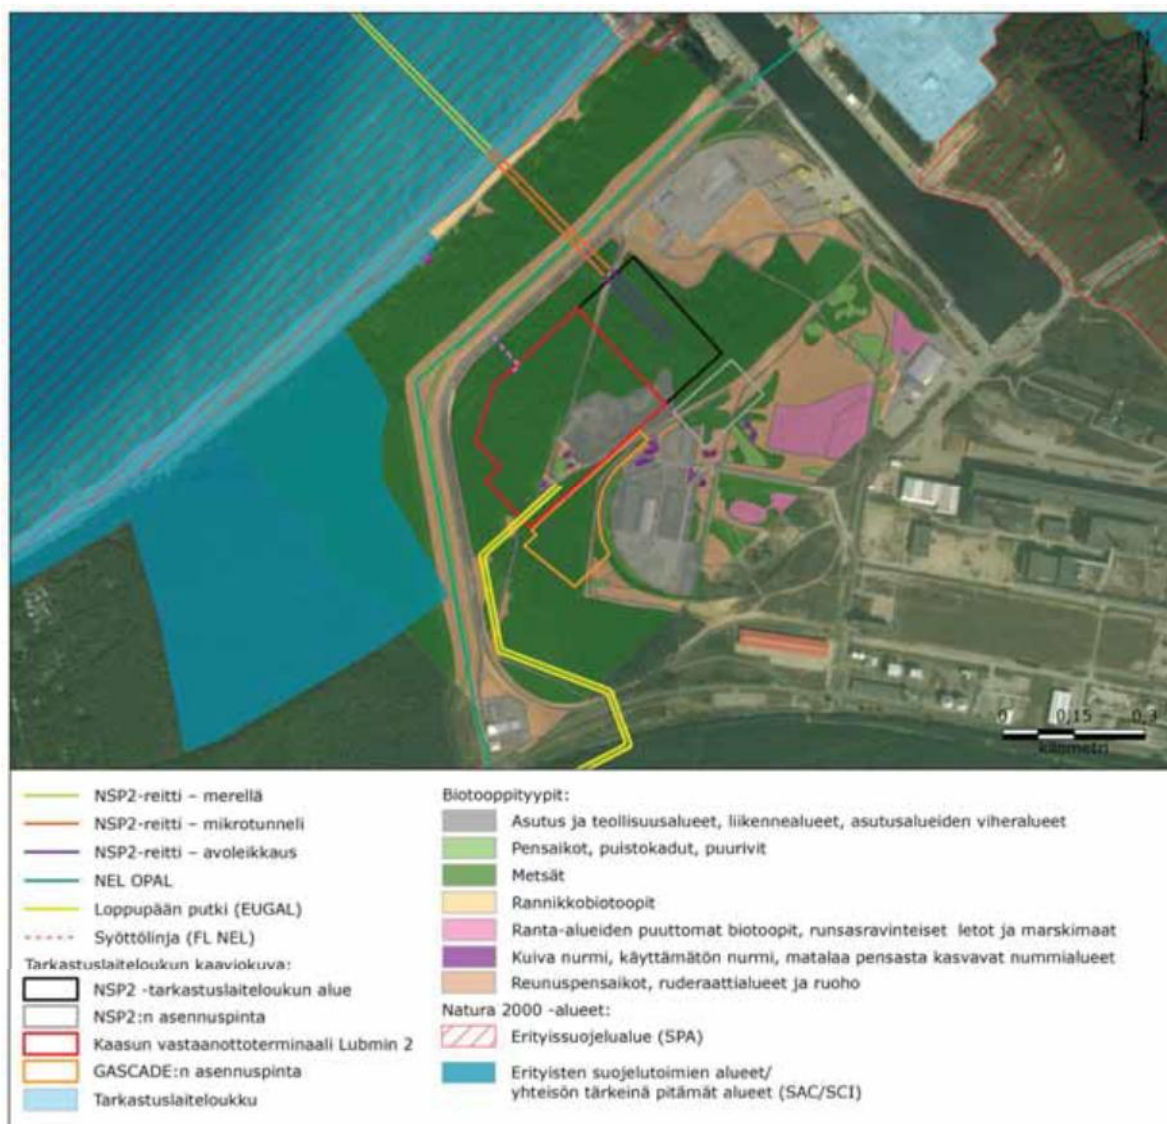 N
0 0,15 0,3
kilometri
NSP2-reitti – merellä
NSP2-reitti – mikrotunneli
NSP2-reitti – avoleikkaus
NEL OPAL
Loppupään putki (EUGAL)
Syöttölinja (FL NEL)
Tarkastuslaiteloukun kaaviokuva:
NSP2 -tarkastuslaiteloukun alue
NSP2:n asennuspinta
Kaasun vastaanottoterminaali Lubmin 2
GASCADE:n asennuspinta
Tarkastuslaiteloukku
Biotooppityypit:
Asutus ja teollisuusalueet, liikennealueet, asutusalueiden viheralueet
Pensaikot, puistokadut, puurivit
Metsät
Rannikkobiotoopit
Ranta-alueiden puuttomat biotoopit, runsasravinteiset letot ja marskimaat
Kuiva nurmi, käyttämätön nurmi, matalaa pensasta kasvavat nummialueet
Reunuspensaikot, ruderaattialueet ja ruoho
Natura 2000 -alueet:
Erityissuojelualue (SPA)
Erityisten suojelutoimien alueet/
yhteisön tärkeinä pitämät alueet (SAC/SCI)